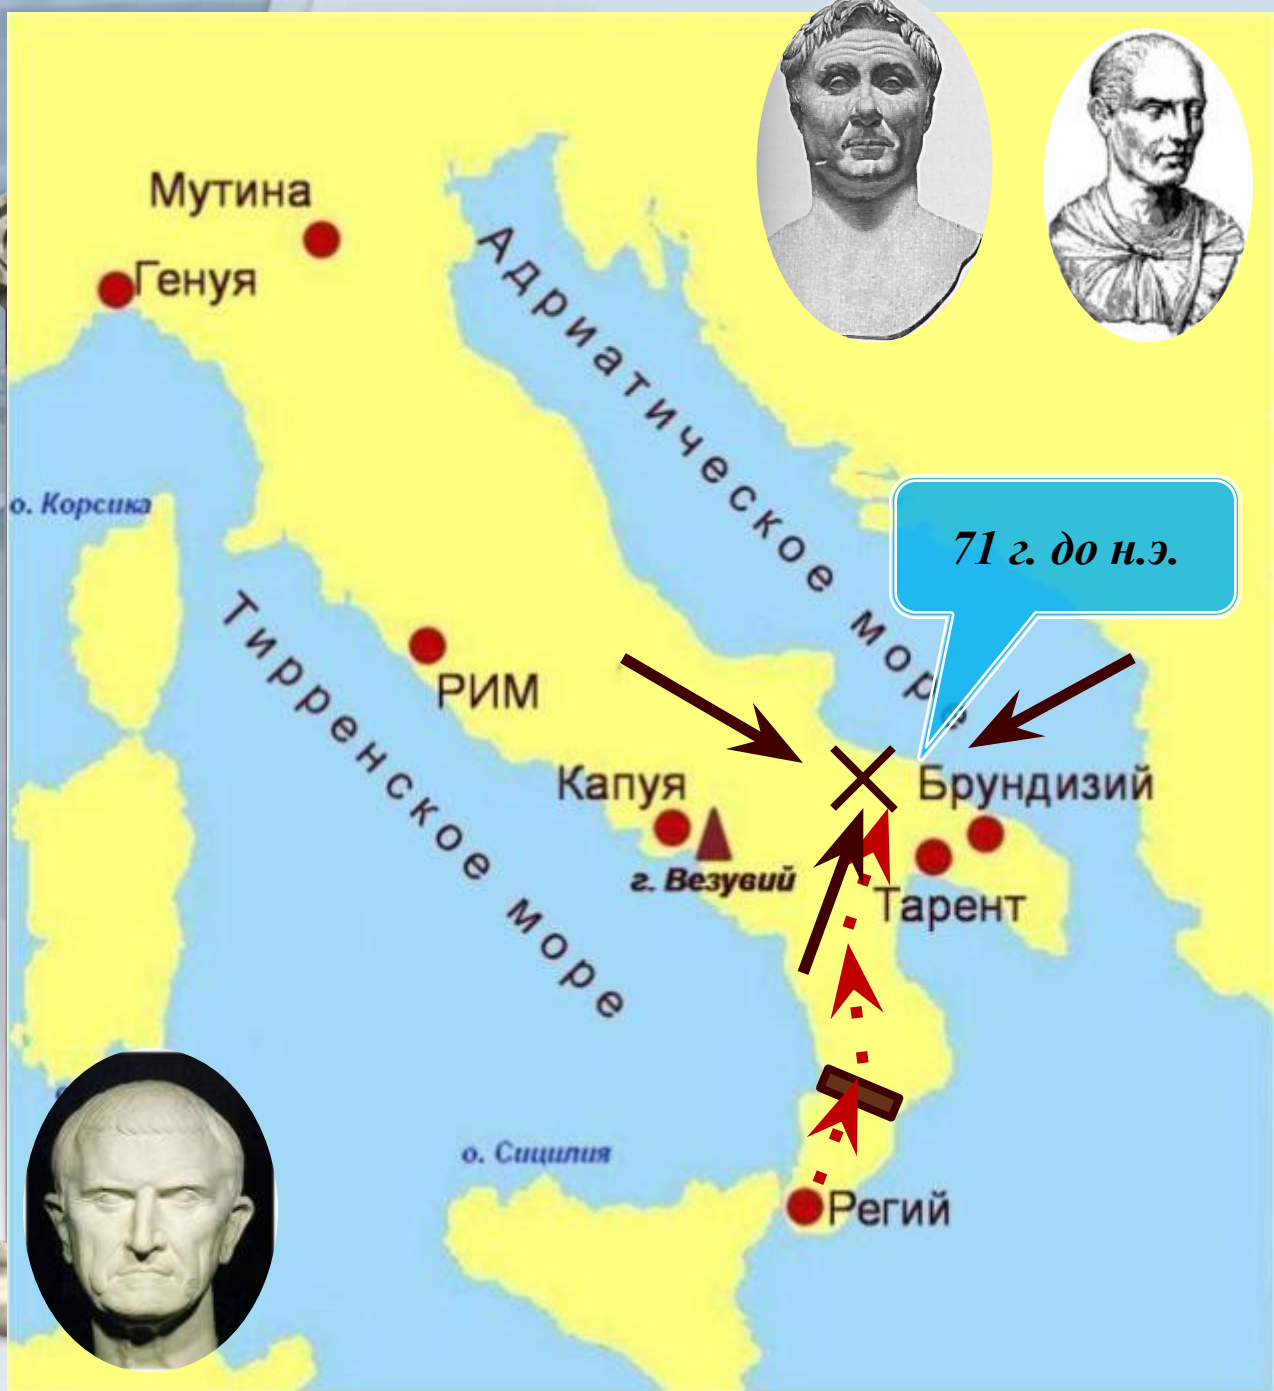 Мутина
Генуя
Адриатическое море
о. Корсика
71 г. до н.э.
Тирренское море
РИМ
Капуя
Брундизий
г. Везувий
Тарент
о. Сицилия
Регий